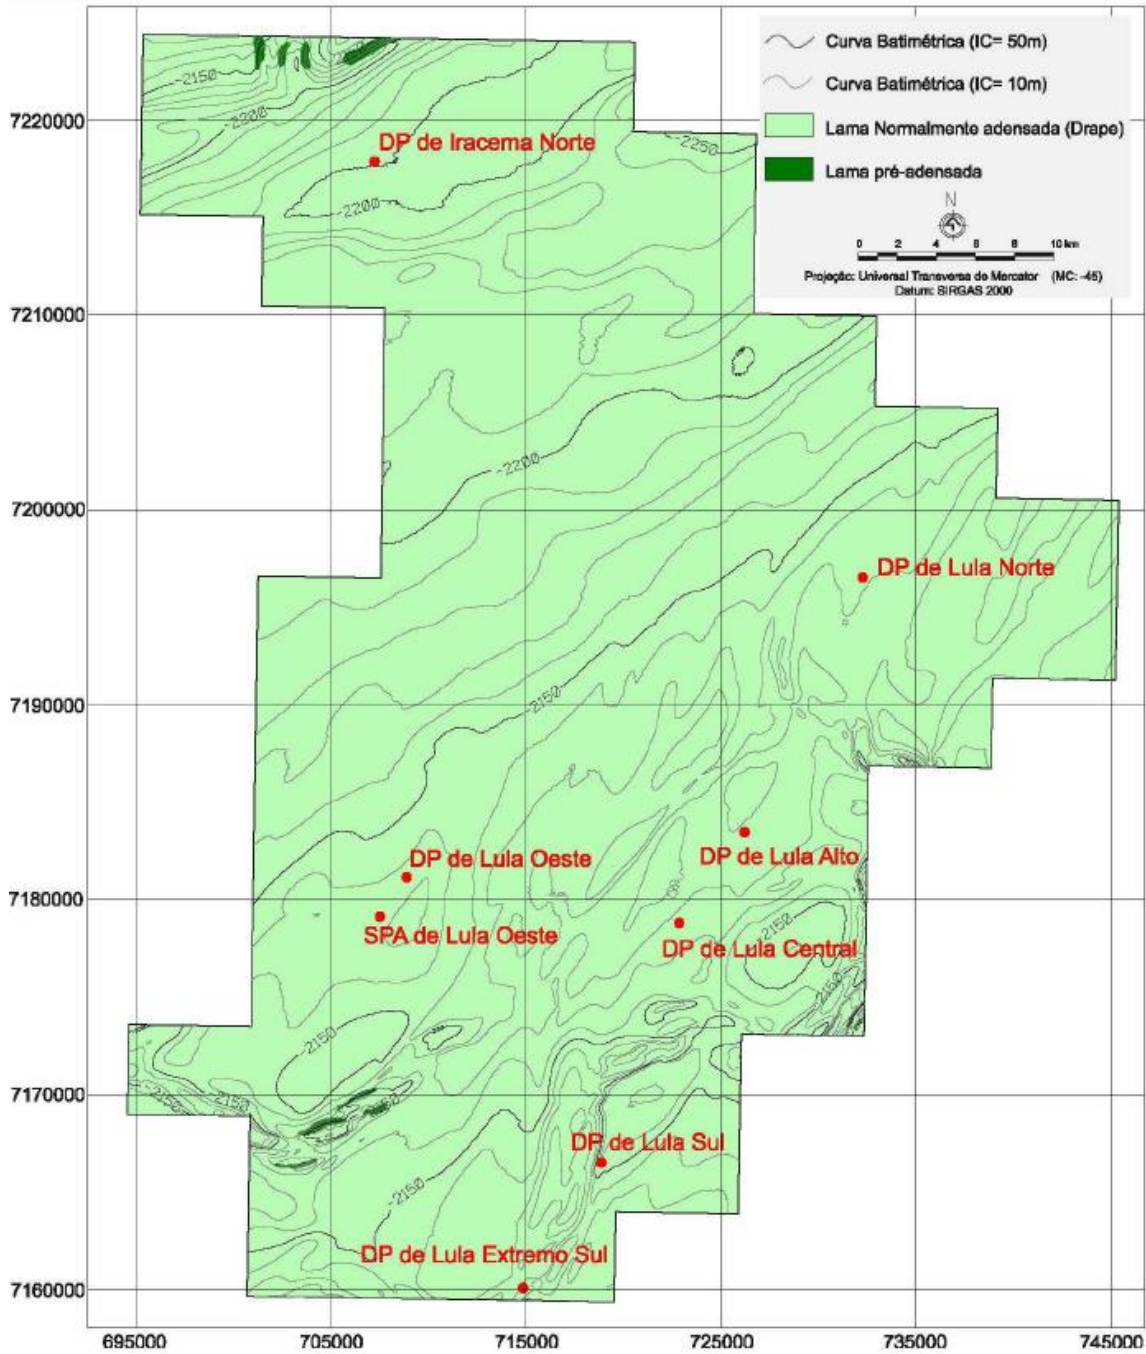 Curva Batimétrica (IC= 50m)
Curva Batimétrica (IC= 10m)
Lama Normalmente adensada (Drape)
Lama pré-adensada
N
0 2 4 6 8 10 km
Projeção: Universal Transversa de Mercator (MC: -45)
Datum: SIRGAS 2000
-2150
-2200
7220000
DP de Iracema Norte
-2250
-2200
7210000
-2200
7200000
DP de Lula Norte
7190000
-2150
DP de Lula Oeste
DP de Lula Alto
7180000
SPA de Lula Oeste
DP de Lula Central
-2150
-2150
-2150
7170000
-2150
DP de Lula Sul
-2150
DP de Lula Extremo Sul
7160000
695000 705000 715000 725000 735000 745000